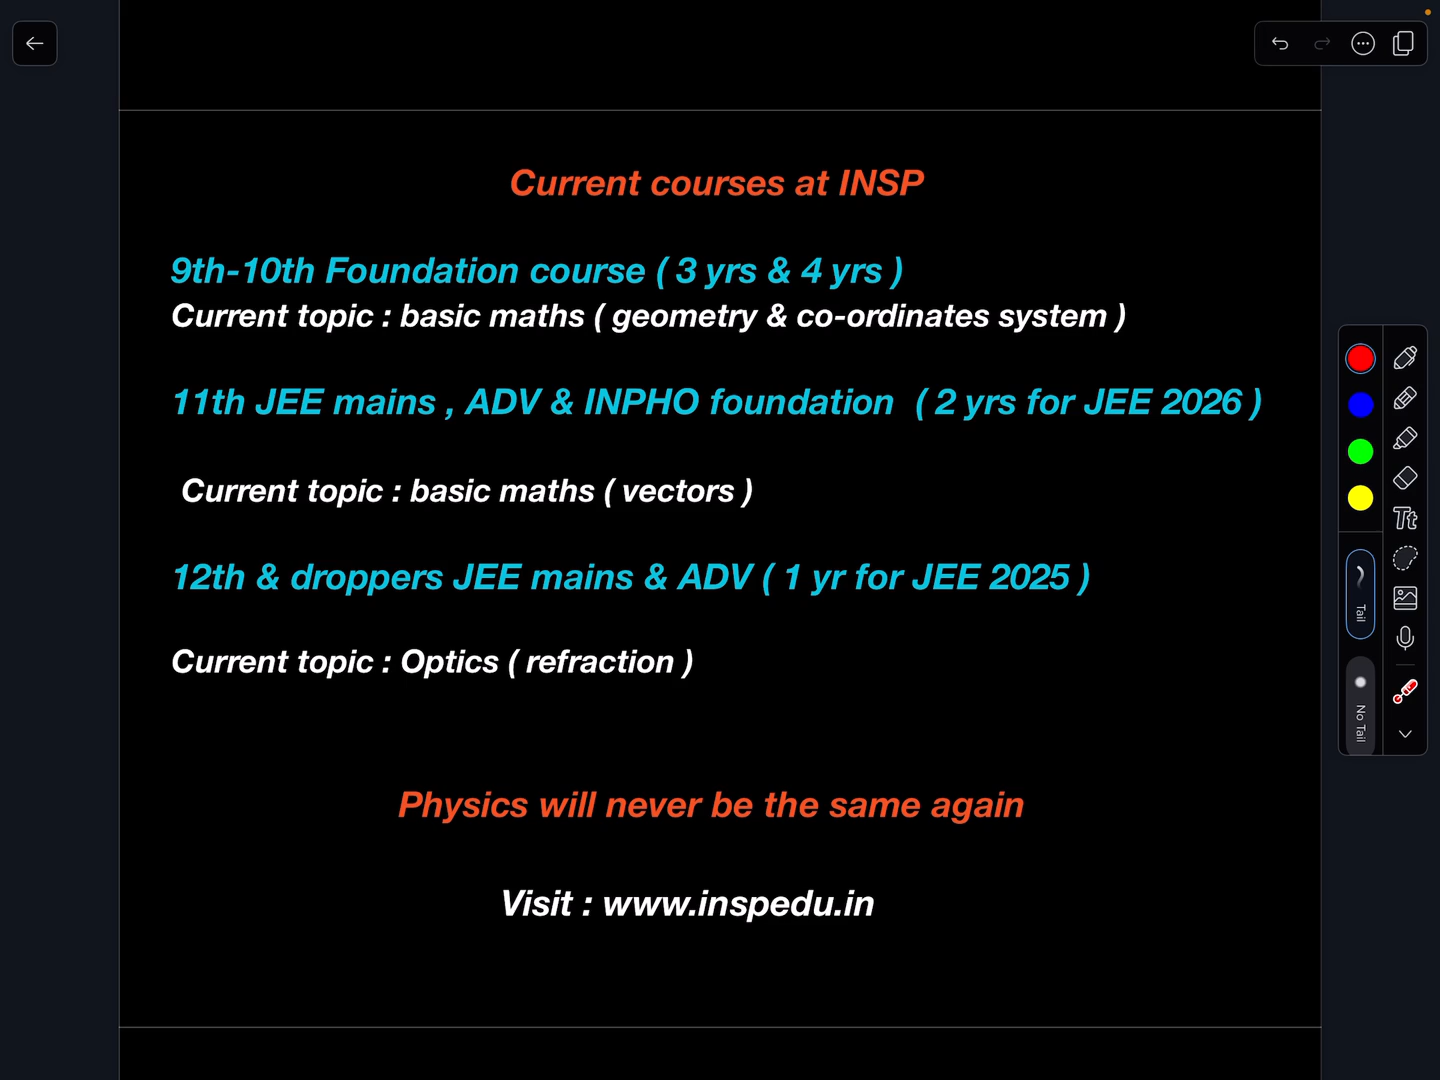 Current courses at INSP
9th-10th Foundation course ( 3 yrs & 4 yrs )
Current topic : basic maths ( geometry & co-ordinates system )
11th JEE mains , ADV & INPHO foundation ( 2 yrs for JEE 2026 )
Current topic : basic maths ( vectors )
12th & droppers JEE mains & ADV ( 1 yr for JEE 2025 )
Current topic : Optics ( refraction )
Physics will never be the same again
Visit : www.inspedu.in
Tt
Tail
No Tail